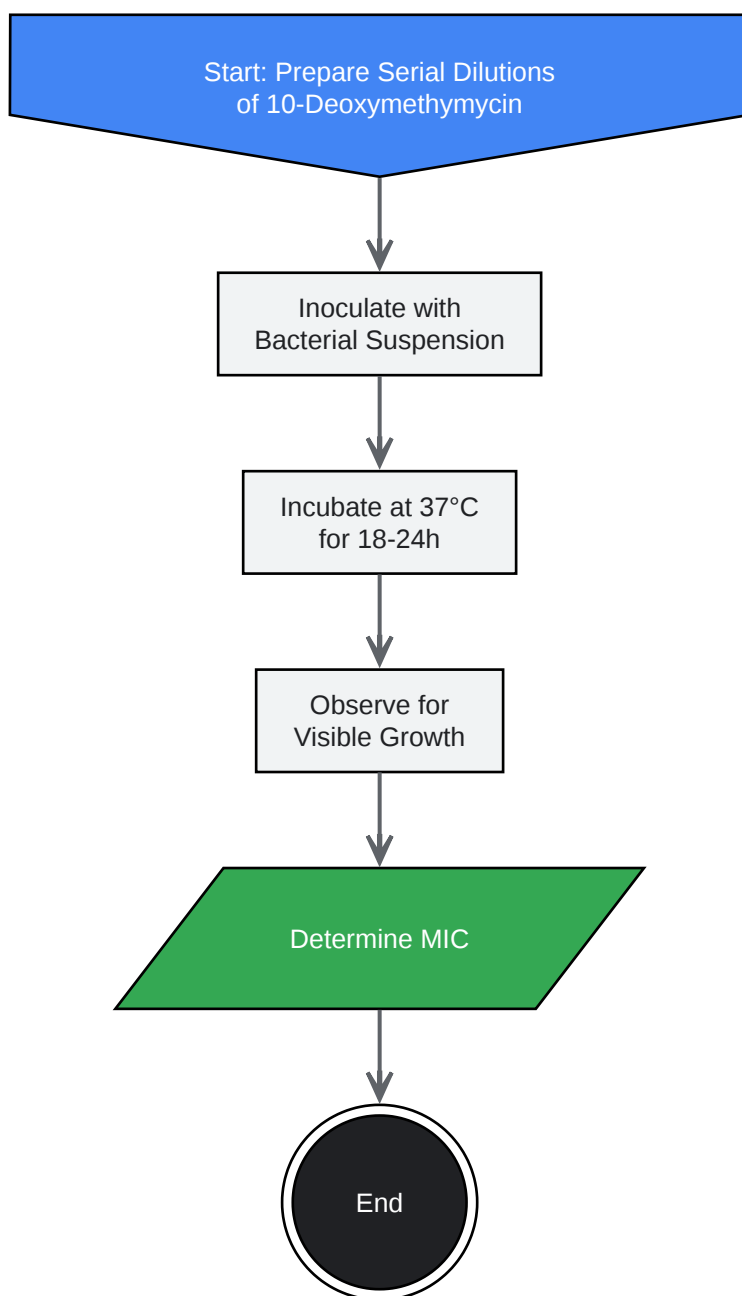 Start: Prepare Serial Dilutions
of 10-Deoxymethymycin
Inoculate with
Bacterial Suspension
Incubate at 37°C
for 18-24h
Observe for
Visible Growth
Determine MIC
End